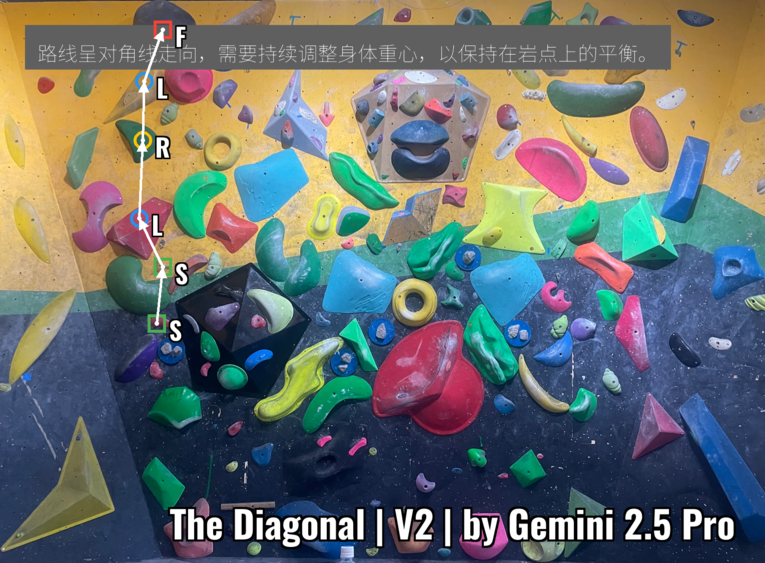 F
路线呈对角线走向，需要持续调整身体重心，以保持在岩点上的平衡。
L
R
L
S
S
The Diagonal | V2 | by Gemini 2.5 Pro